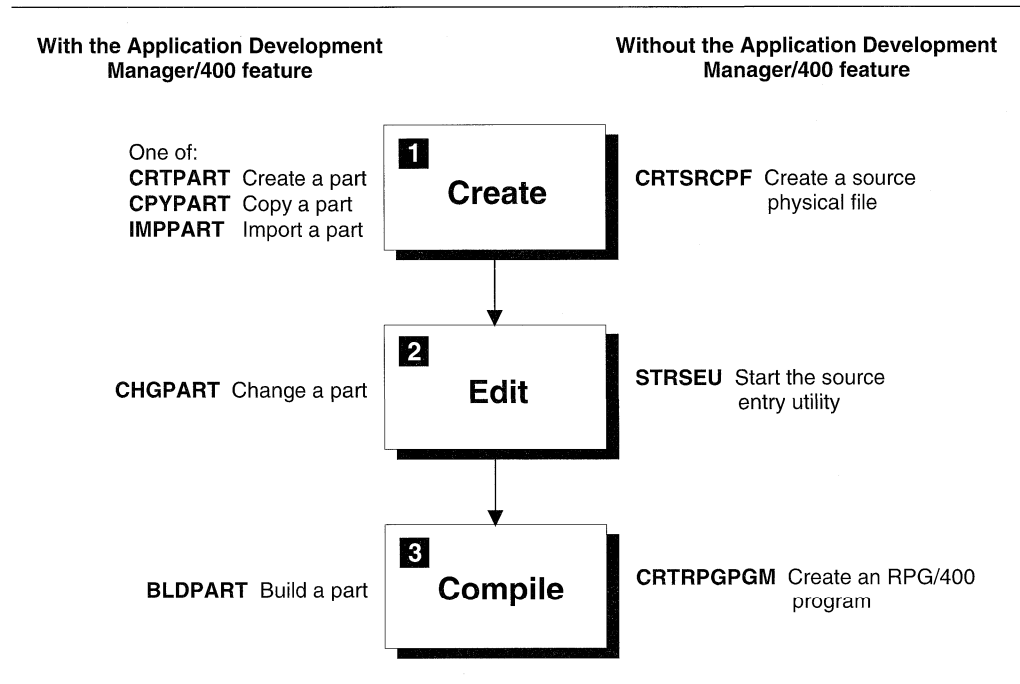 With the Application Development
Manager/400 feature
Without the Application Development
Manager/400 feature
One of:
CRTPART Create a part
CPYPART Copy a part
IMPPART Import a part
1
Create
CRTSRCPF Create a source
physical file
CHGPART Change a part
2
Edit
STRSEU Start the source
entry utility
BLDPART Build a part
3
Compile
CRTRPGPGM Create an RPG/400
program